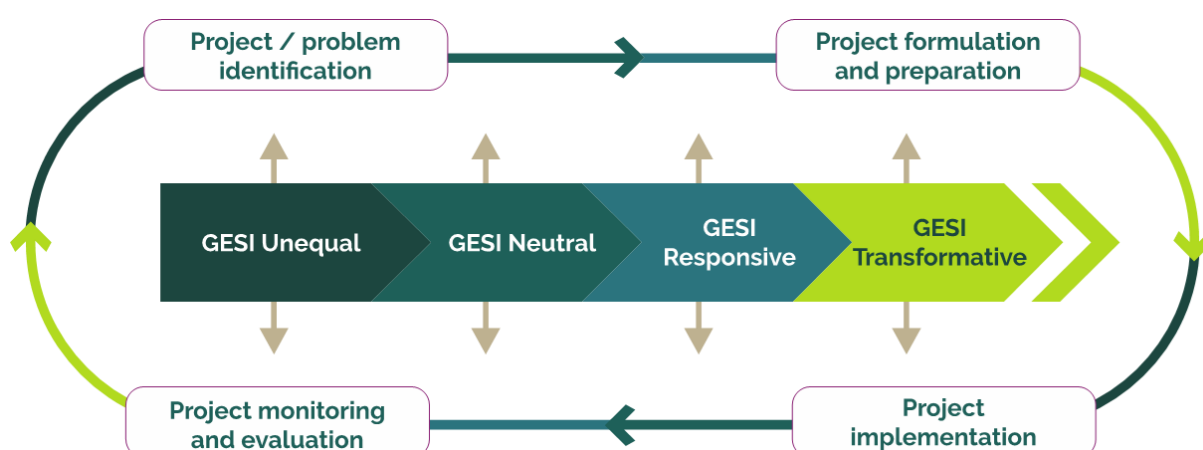 Project / problem
identification
Project formulation
and preparation
GESI Unequal
GESI Neutral
GESI
Responsive
GESI
Transformative
Project monitoring
and evaluation
Project
implementation